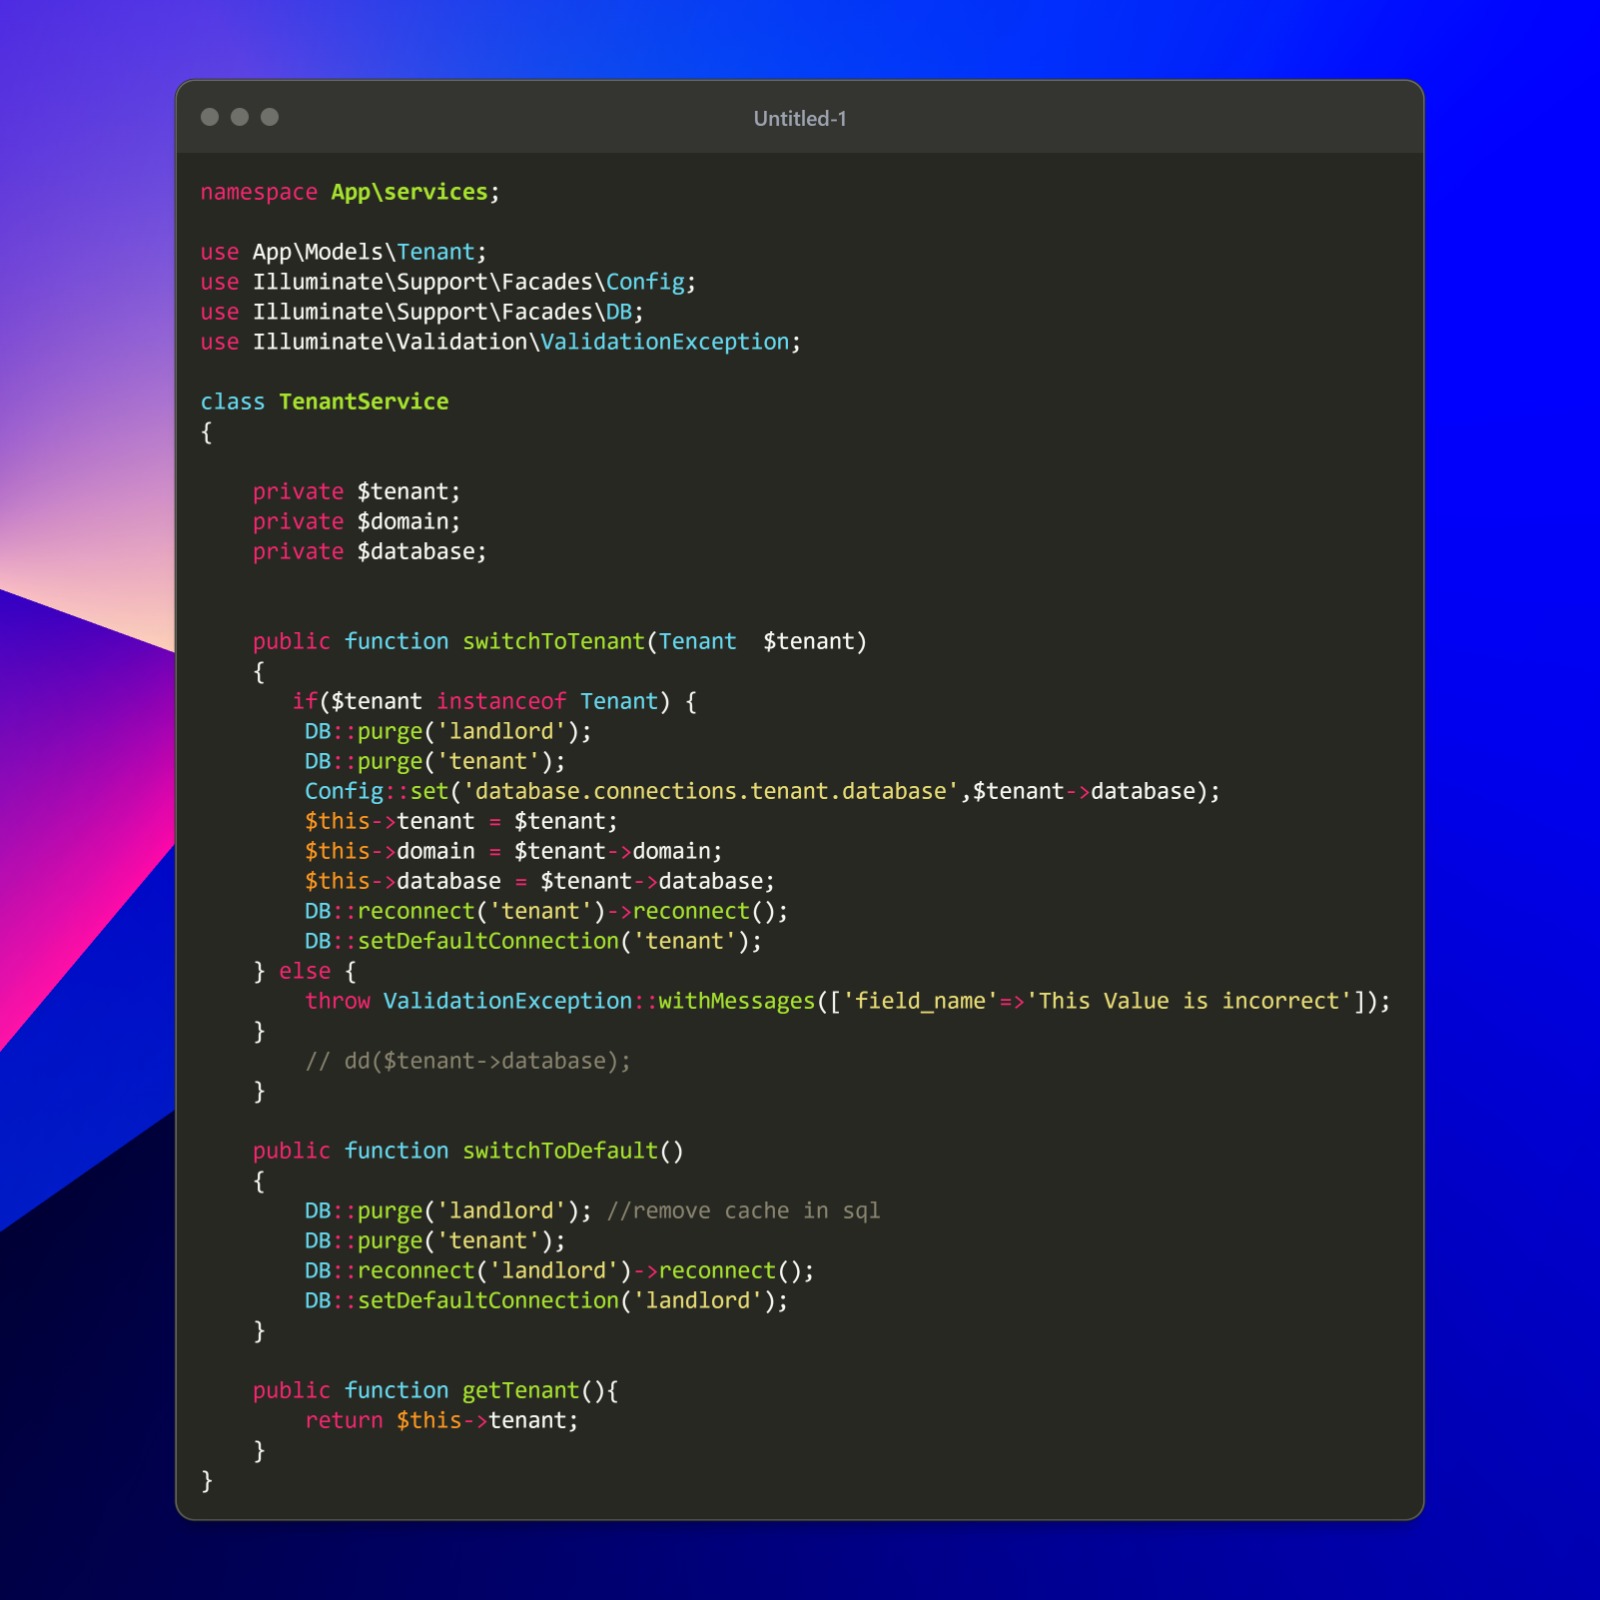 Untitled-1
namespace App\services;
use App\Models\Tenant;
use Illuminate\Support\Facades\Config;
use Illuminate\Support\Facades\DB;
use Illuminate\Validation\ValidationException;
class TenantService
{
    private $tenant;
    private $domain;
    private $database;
    public function switchToTenant(Tenant  $tenant)
    {
       if($tenant instanceof Tenant) {
        DB::purge('landlord');
        DB::purge('tenant');
        Config::set('database.connections.tenant.database',$tenant->database);
        $this->tenant = $tenant;
        $this->domain = $tenant->domain;
        $this->database = $tenant->database;
        DB::reconnect('tenant')->reconnect();
        DB::setDefaultConnection('tenant');
    } else {
        throw ValidationException::withMessages(['field_name'=>'This Value is incorrect']);
    }
        // dd($tenant->database);
    }
    public function switchToDefault()
    {
        DB::purge('landlord'); //remove cache in sql
        DB::purge('tenant');
        DB::reconnect('landlord')->reconnect();
        DB::setDefaultConnection('landlord');
    }
    public function getTenant(){
        return $this->tenant;
    }
}